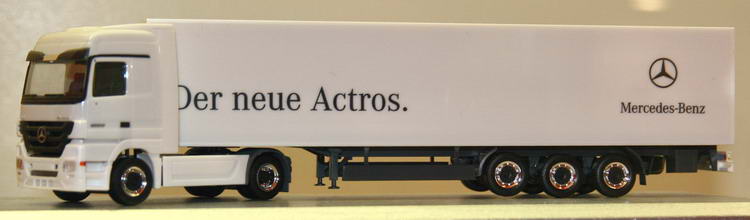 Der neue Actros.
Mercedes-Benz